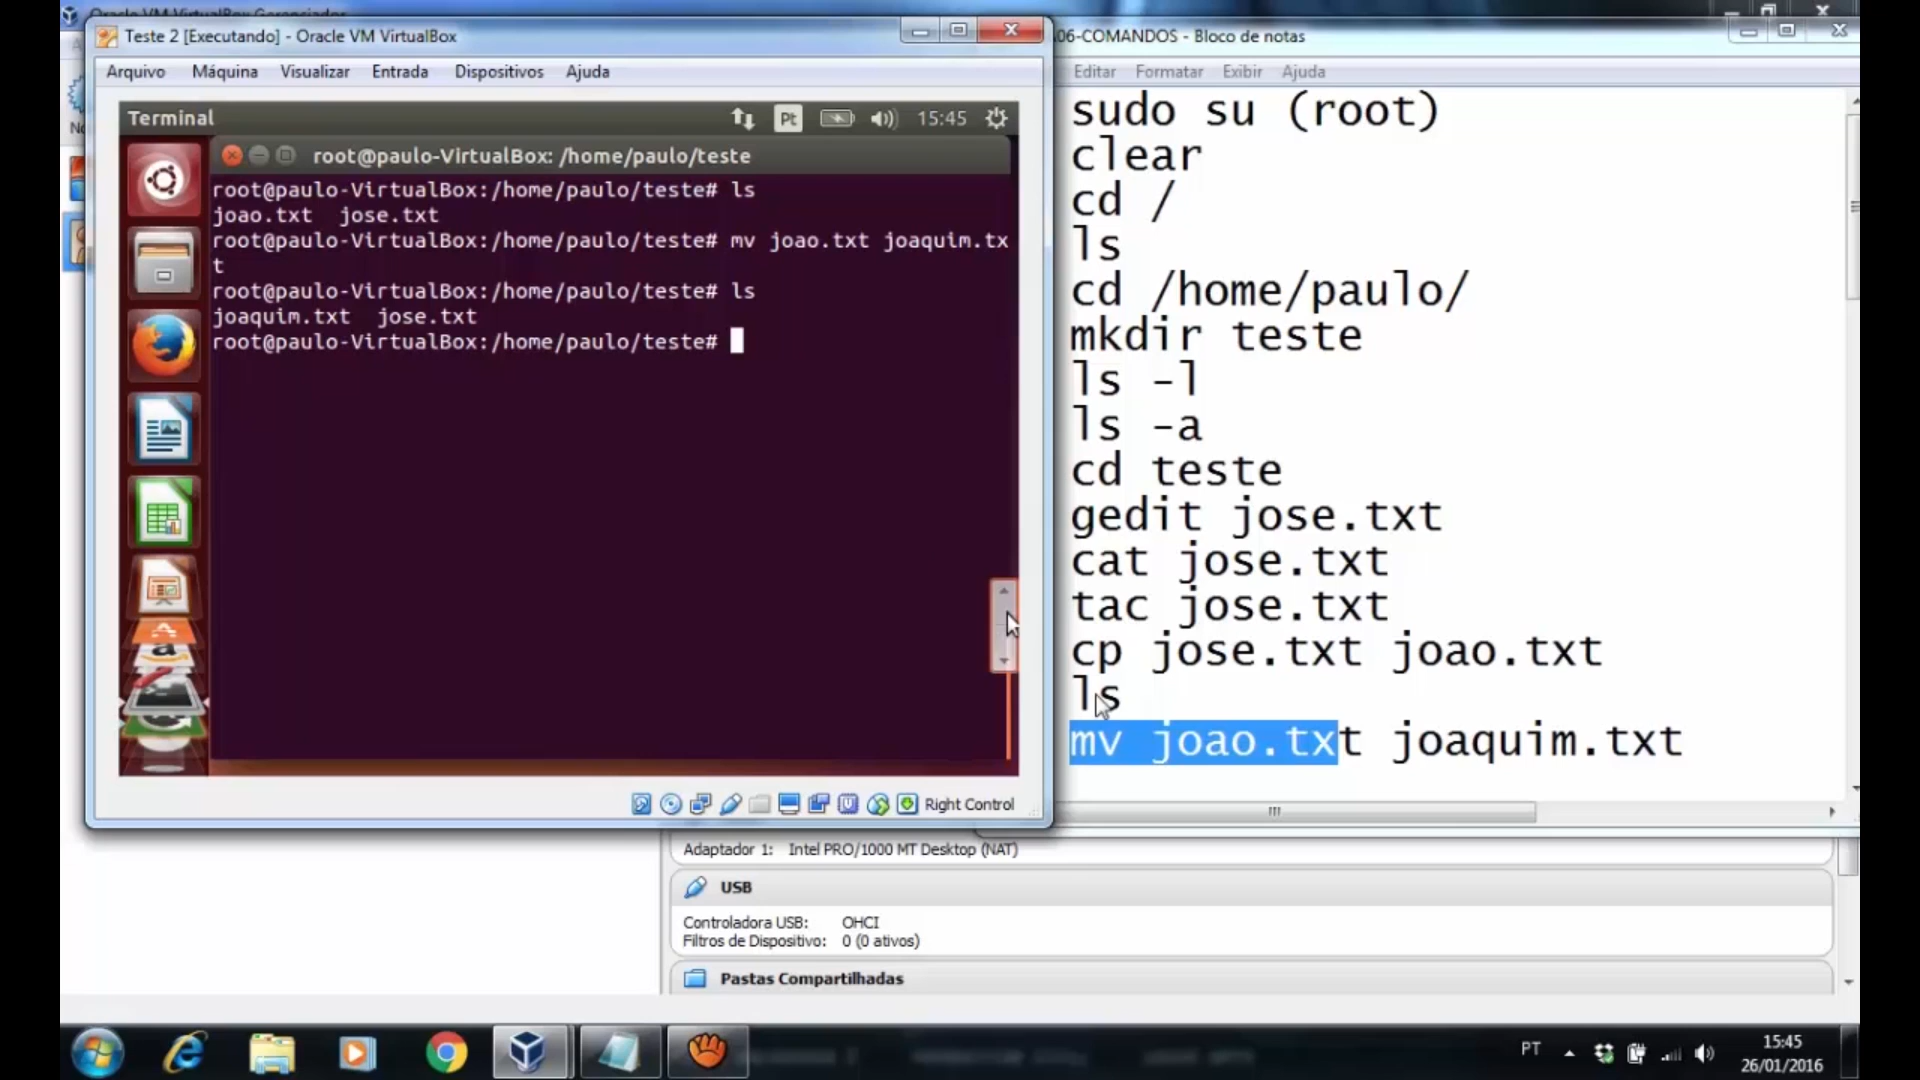 Oracle VM VirtualBox Gerenciador
Teste 2 [Executando] - Oracle VM VirtualBox
Arquivo Máquina Visualizar Entrada Dispositivos Ajuda
Terminal
Pt
15:45
root@paulo-VirtualBox: /home/paulo/teste
root@paulo-VirtualBox:/home/paulo/teste# ls
joao.txt jose.txt
root@paulo-VirtualBox:/home/paulo/teste# mv joao.txt joaquim.tx
t
root@paulo-VirtualBox:/home/paulo/teste# ls
joaquim.txt jose.txt
root@paulo-VirtualBox:/home/paulo/teste#
Right Control
06-COMANDOS - Bloco de notas
Editar Formatar Exibir Ajuda
sudo su (root)
clear
cd /
ls
cd /home/paulo/
mkdir teste
ls -l
ls -a
cd teste
gedit jose.txt
cat jose.txt
tac jose.txt
cp jose.txt joao.txt
ls
mv joao.txt joaquim.txt
Adaptador 1: Intel PRO/1000 MT Desktop (NAT)
USB
Controladora USB: OHCI
Filtros de Dispositivo: 0 (0 ativos)
Pastas Compartilhadas
PT
15:45
26/01/2016